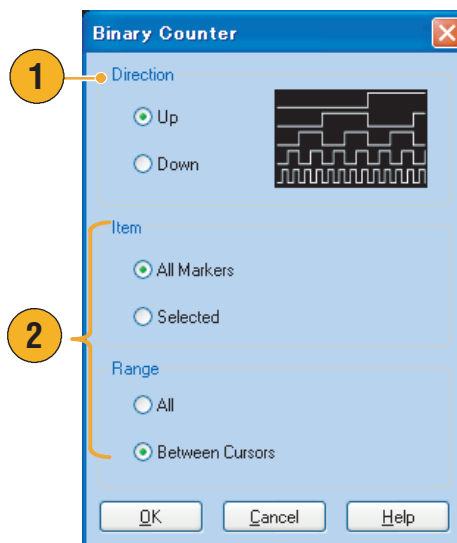 Binary Counter
1
Direction
Up
Down
Item
All Markers
Selected
2
Range
All
Between Cursors
OK Cancel Help